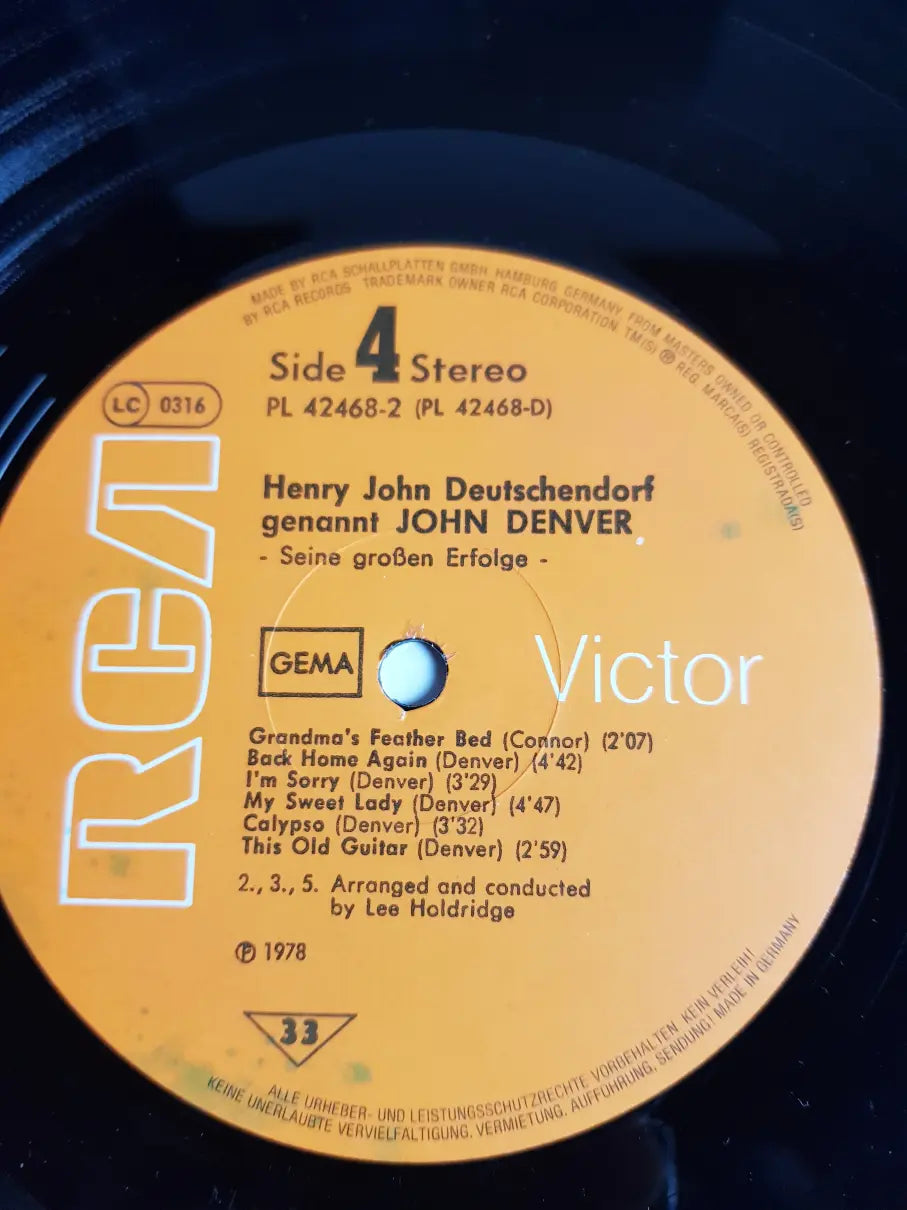 MADE BY RCA SCHALLPLATTEN GMBH. HAMBURG GERMANY, FROM MASTERS OWNED OR CONTROLLED
BY RCA RECORDS TRADEMARK OWNER RCA CORPORATION. TM(S) ® REG. MARCA(S) REGISTRADA(S)
Side 4 Stereo
LC 0316
PL 42468-2 (PL 42468-D)
RCA
Henry John Deutschendorf
genannt JOHN DENVER
- Seine großen Erfolge -
GEMA
Victor
Grandma's Feather Bed (Connor) (2'07)
Back Home Again (Denver) (4'42)
I'm Sorry (Denver) (3'29)
My Sweet Lady (Denver) (4'47)
Calypso (Denver) (3'32)
This Old Guitar (Denver) (2'59)
2., 3., 5. Arranged and conducted
by Lee Holdridge
℗ 1978
33
ALLE URHEBER- UND LEISTUNGSSCHUTZRECHTE VORBEHALTEN. KEIN VERLEIH!
KEINE UNERLAUBTE VERVIELFÄLTIGUNG, VERMIETUNG, AUFFÜHRUNG, SENDUNG! MADE IN GERMANY